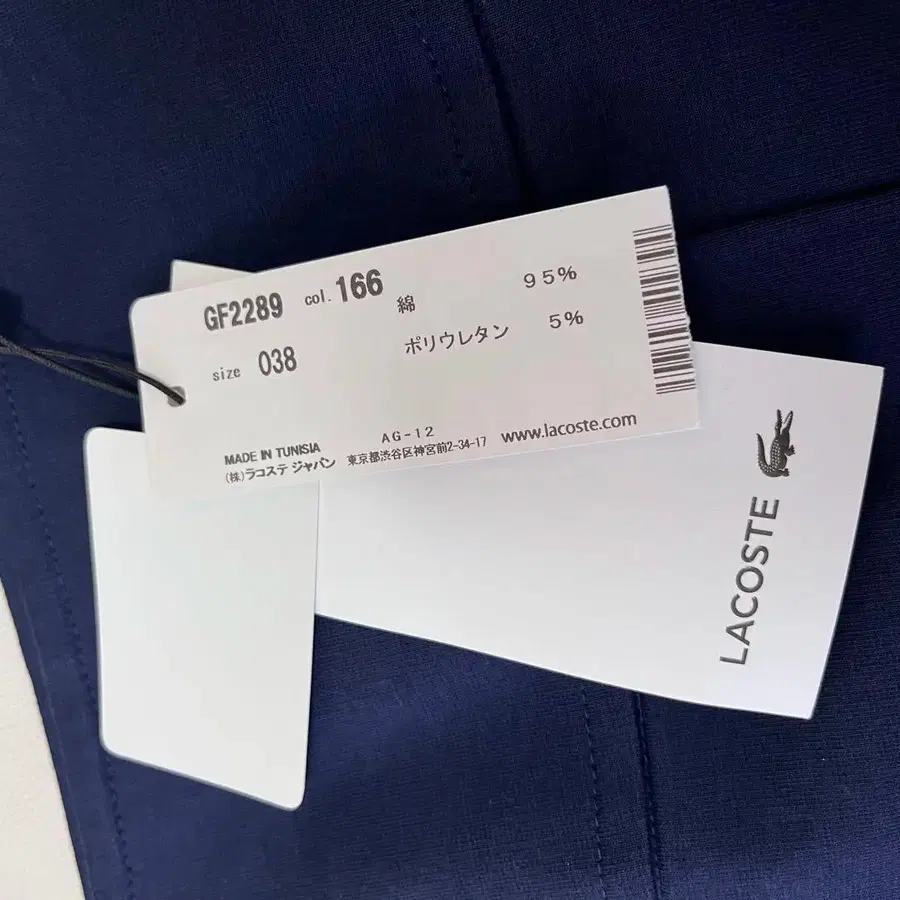 GF2289 col. 166 綿 95%
size 038 ポリウレタン 5%
MADE IN TUNISIA AG-12
(株)ラコステ ジャパン 東京都渋谷区神宮前2-34-17 www.lacoste.com
LACOSTE